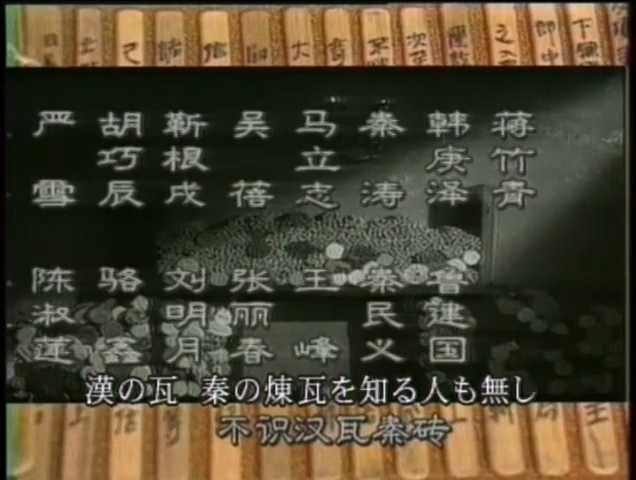 蒋竹青
韩庚泽
秦涛
马立志
吴蓓
靳根戌
胡巧辰
严雪
鲁建国
秦民义
王峰
张丽春
刘明月
骆鑫
陈淑莲
漢の瓦 秦の煉瓦を知る人も無し
不识汉瓦秦砖